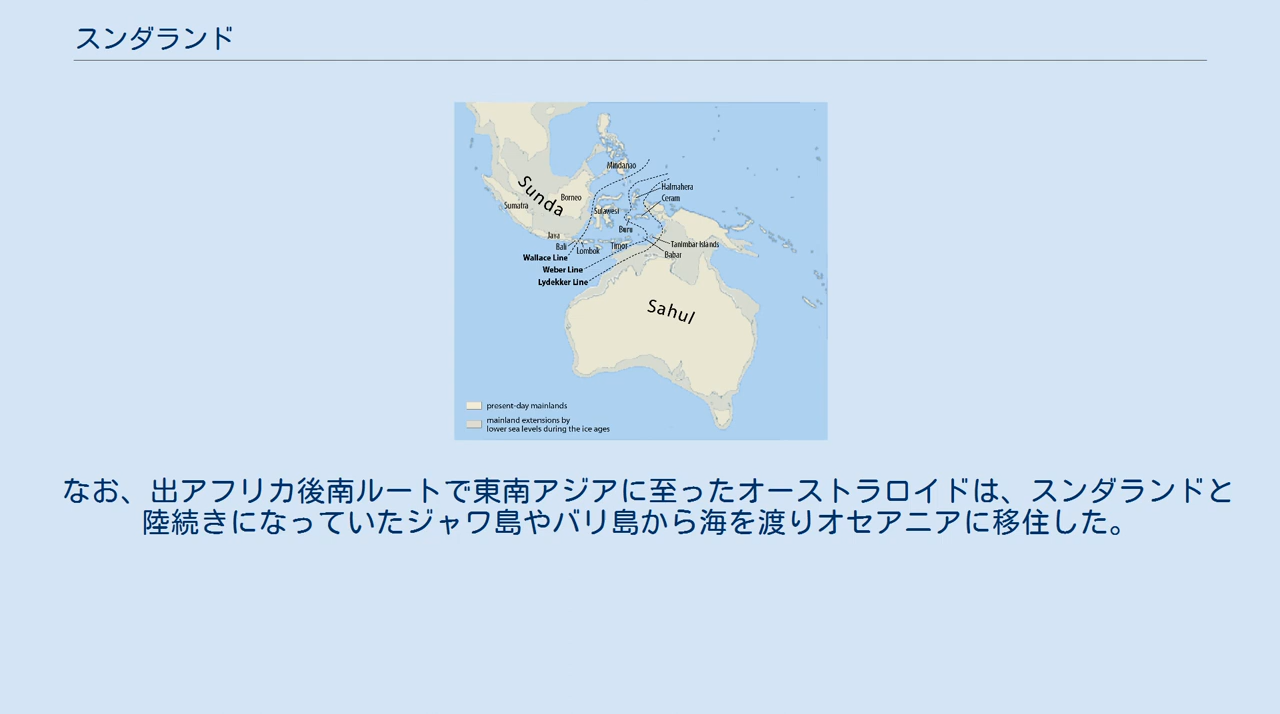 スンダランド
Mindanao
Halmahera
Ceram
Sunda
Borneo
Sumatra
Sulawesi
Buru
Java
Bali
Lombok
Timor
Tanimbar Islands
Babar
Wallace Line
Weber Line
Lydekker Line
Sahul
present-day mainlands
mainland extensions by
lower sea levels during the ice ages
なお、出アフリカ後南ルートで東南アジアに至ったオーストラロイドは、スンダランドと
陸続きになっていたジャワ島やバリ島から海を渡りオセアニアに移住した。